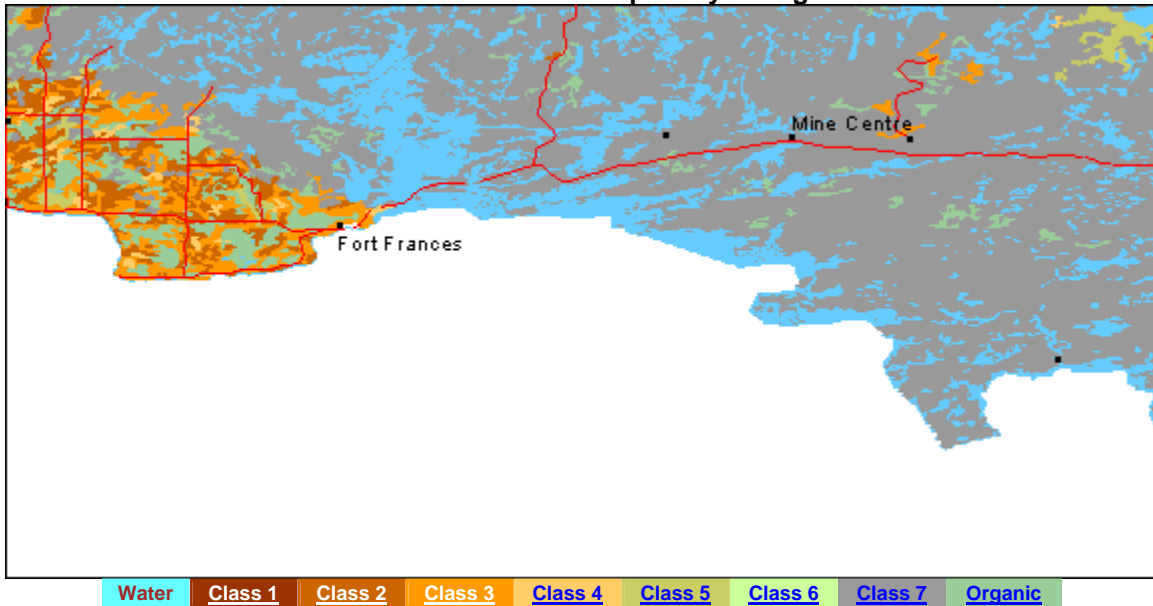 Mine Centre
Fort Frances
Water Class 1 Class 2 Class 3 Class 4 Class 5 Class 6 Class 7 Organic